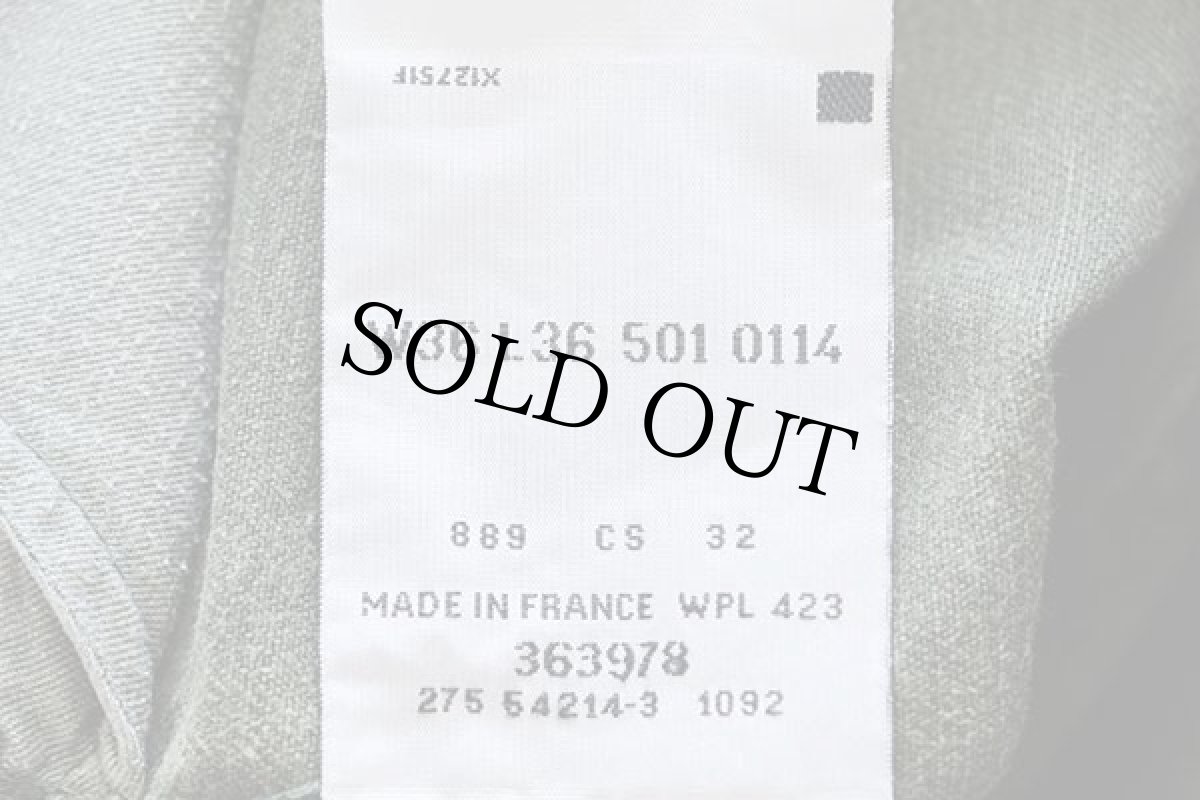 X12751F
W36 L36 501 0114
SOLD OUT
889 CS 32
MADE IN FRANCE WPL 423
363978
275 54214-3 1092